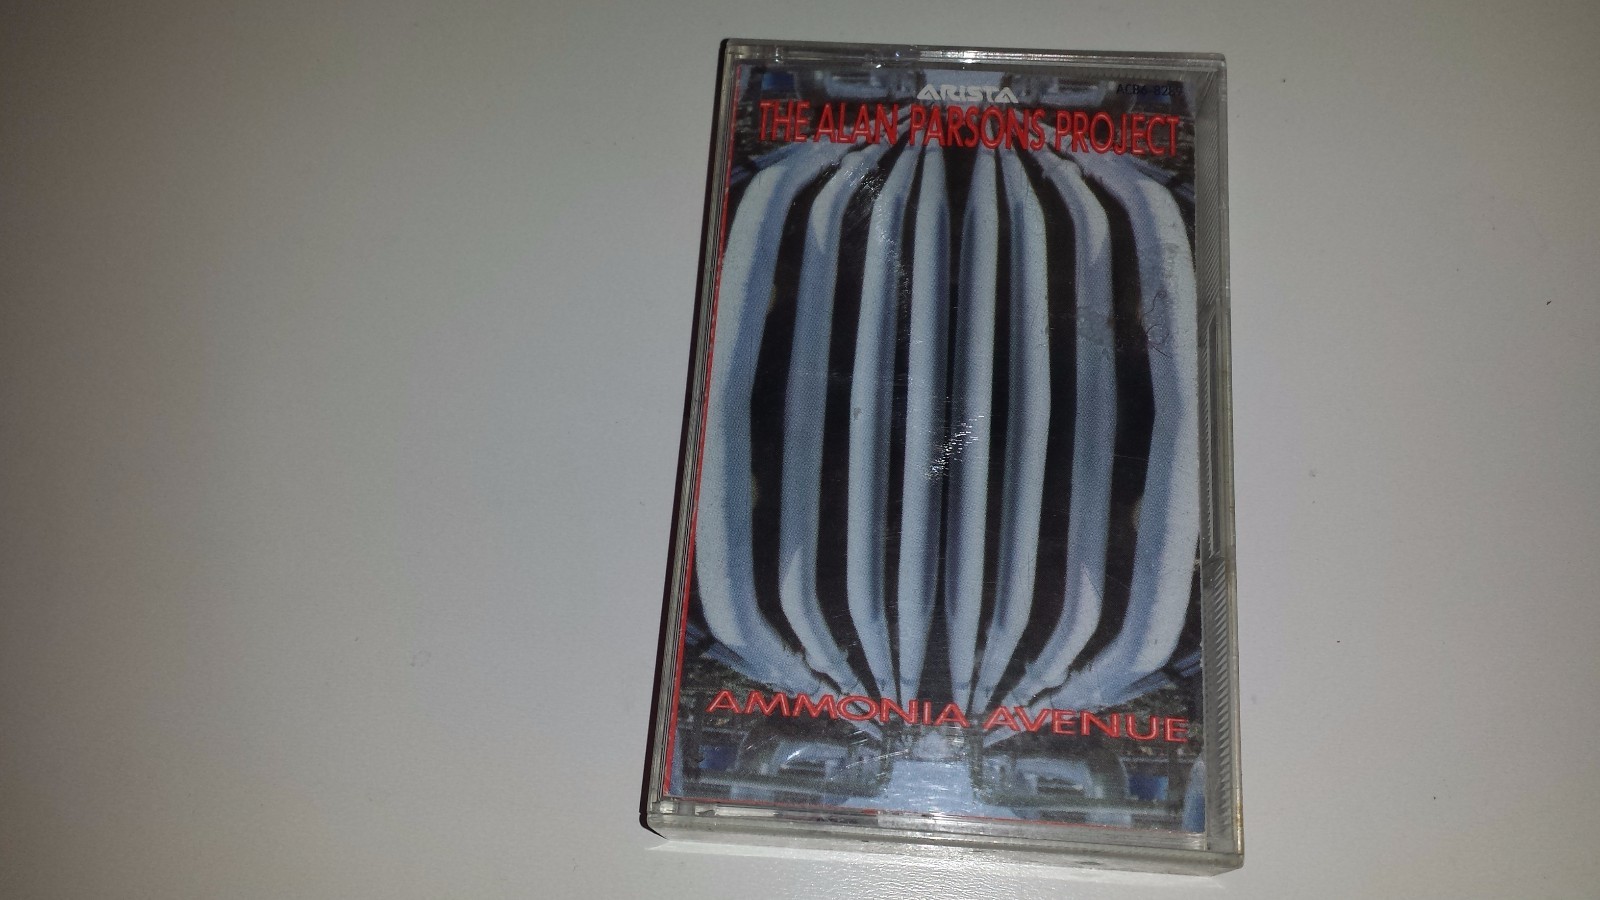 ARISTA
THE ALAN PARSONS PROJECT
AMMONIA AVENUE